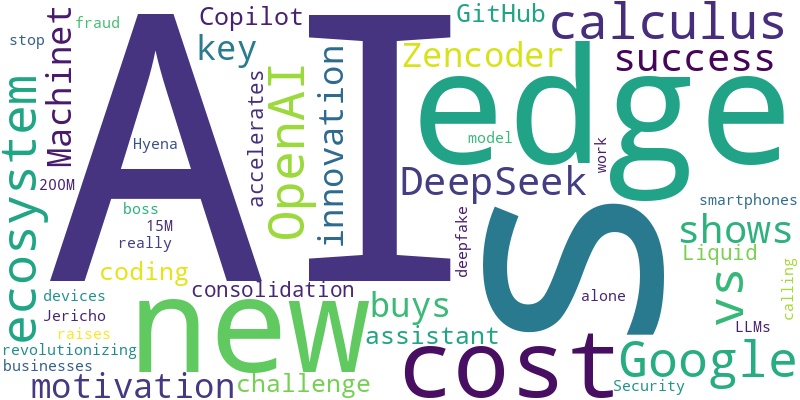 fraud
Copilot
GitHub
calculus
stop
Machinet
key
AI
Zencoder
success
OpenAI
innovation
edge
accelerates
ecosystem
Hyena
model
work
200M
DeepSeek
boss
15M
really
s
deepfake
smartphones
shows
Liquid
coding
consolidation
devices
new
buys
alone
vs
calling
Jericho
raises
assistant
LLMs
revolutionizing
cost
Google
businesses
motivation
challenge
Security